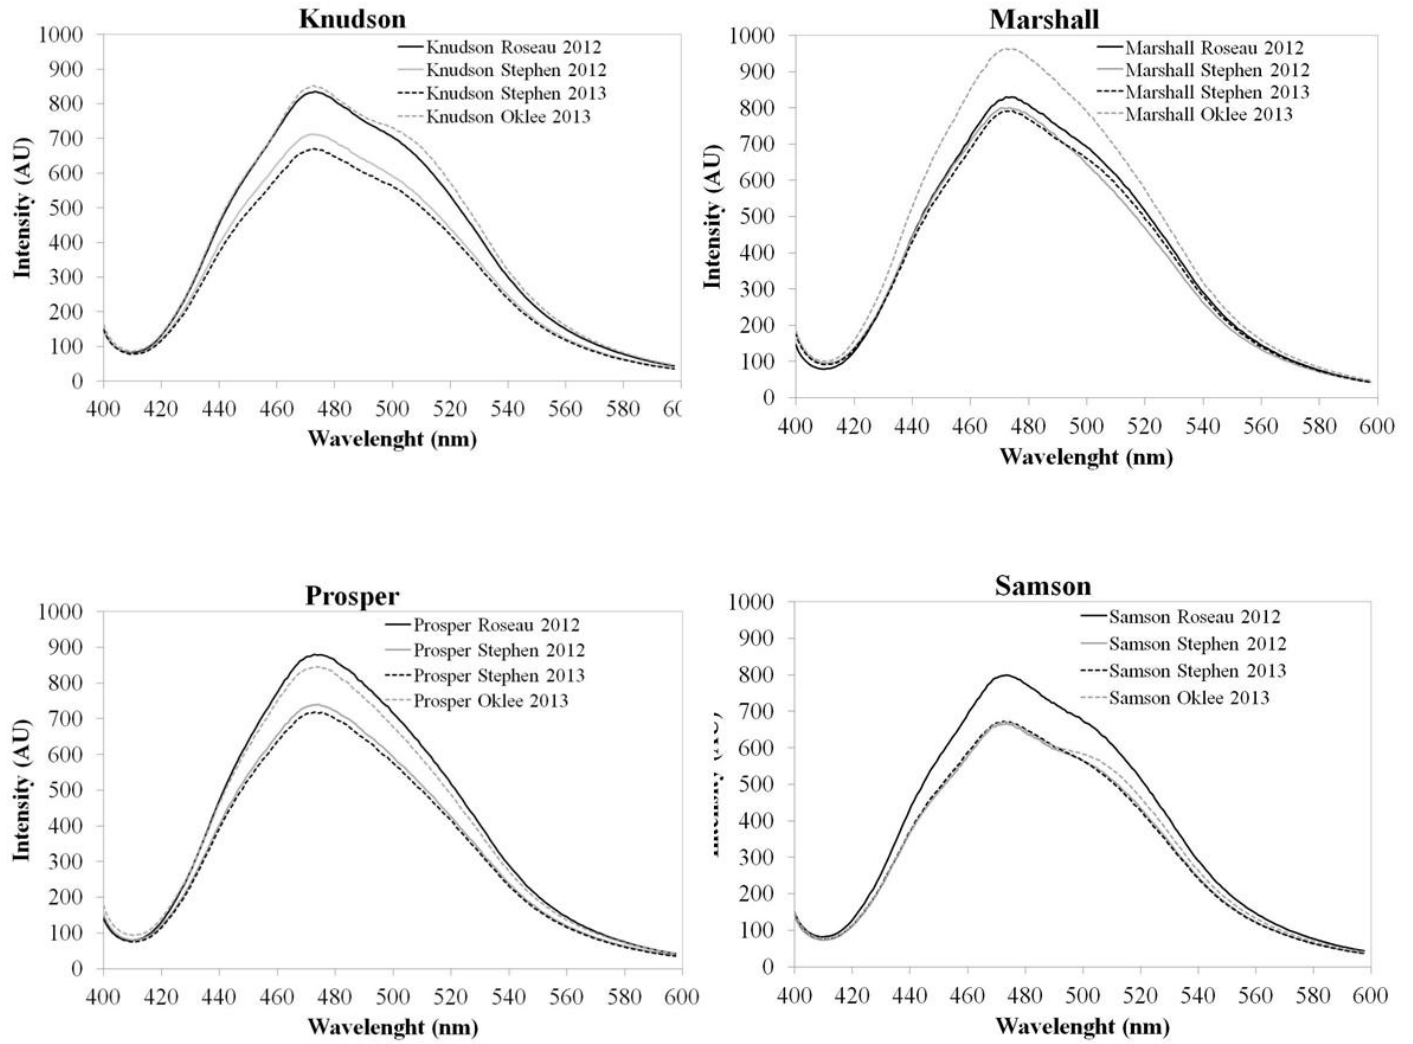 Knudson
1000
900
800
700
600
500
400
300
200
100
0
Intensity (AU)
Knudson Roseau 2012
Knudson Stephen 2012
Knudson Stephen 2013
Knudson Oklee 2013
400 420 440 460 480 500 520 540 560 580 60
Wavelenght (nm)
Marshall
1000
900
800
700
600
500
400
300
200
100
0
Intensity (AU)
Marshall Roseau 2012
Marshall Stephen 2012
Marshall Stephen 2013
Marshall Oklee 2013
400 420 440 460 480 500 520 540 560 580 600
Wavelenght (nm)
Prosper
1000
900
800
700
600
500
400
300
200
100
0
Intensity (AU)
Prosper Roseau 2012
Prosper Stephen 2012
Prosper Stephen 2013
Prosper Oklee 2013
400 420 440 460 480 500 520 540 560 580 600
Wavelenght (nm)
Samson
1000
900
800
700
600
500
400
300
200
100
0
Samson Roseau 2012
Samson Stephen 2012
Samson Stephen 2013
Samson Oklee 2013
400 420 440 460 480 500 520 540 560 580 600
Wavelenght (nm)